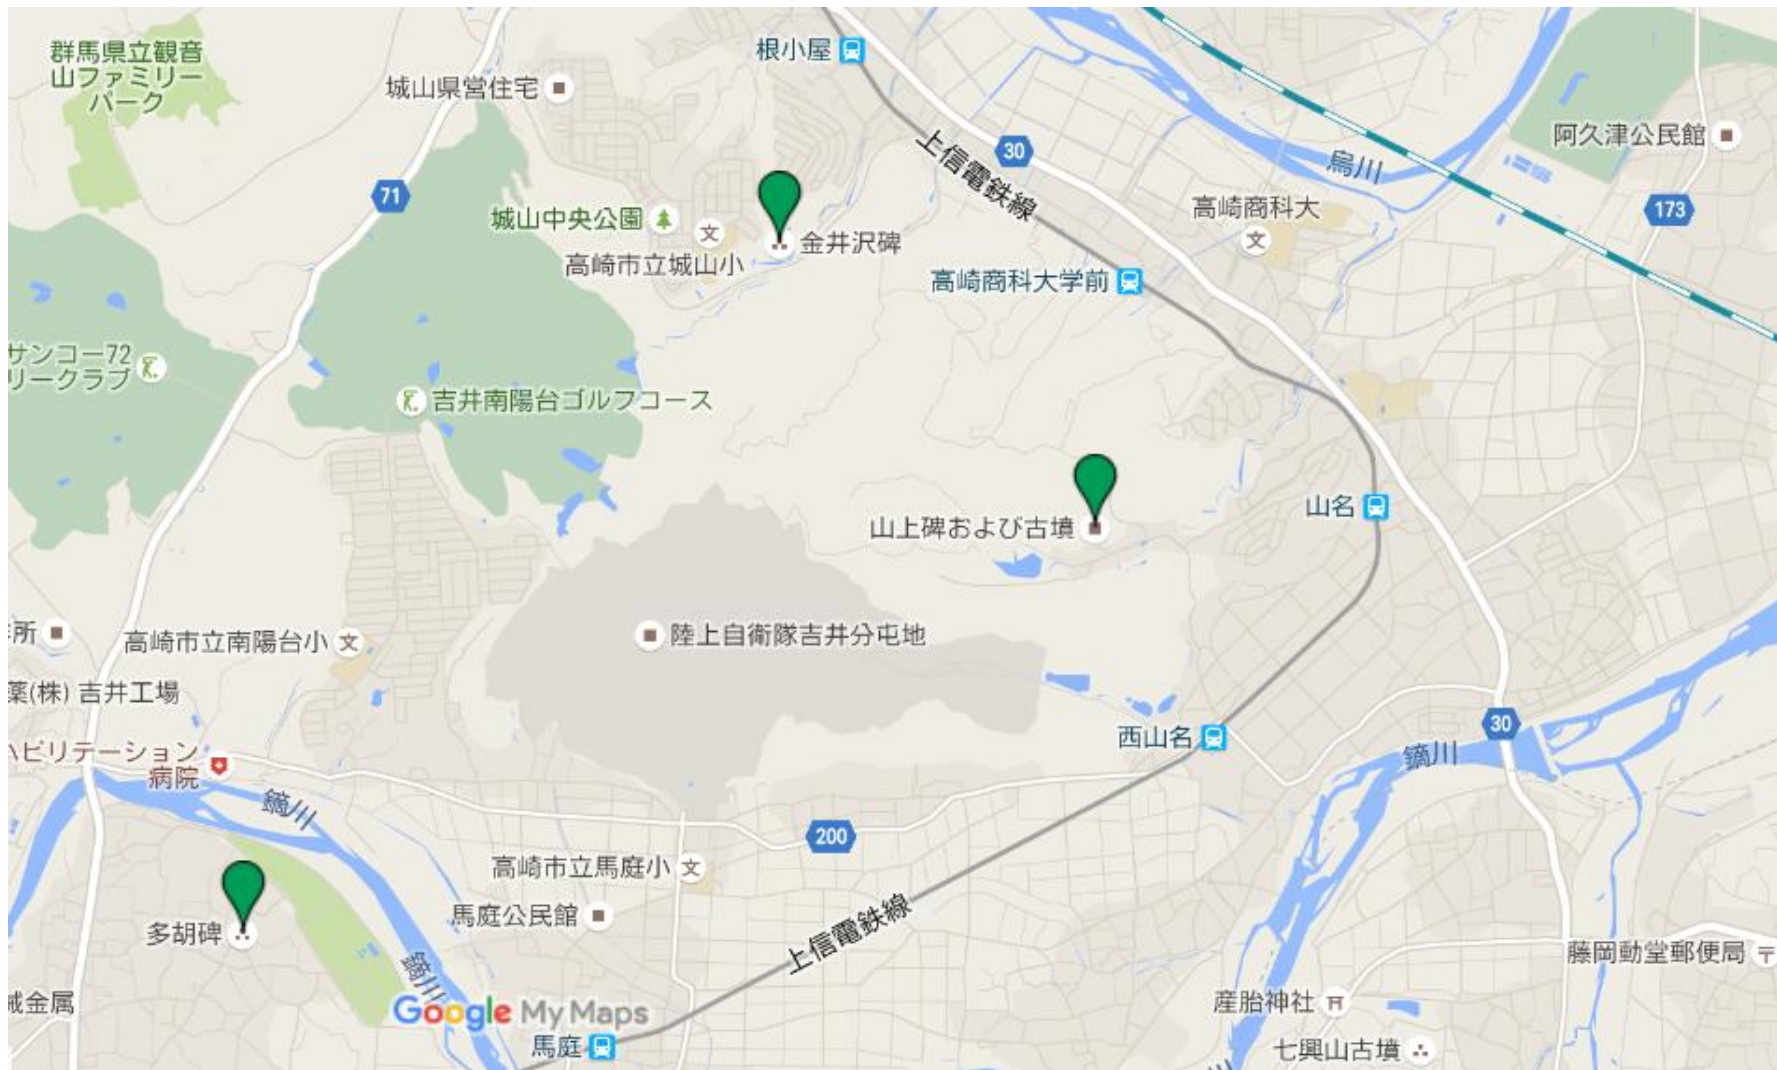 群馬県立観音
山ファミリー
パーク
城山県営住宅
根小屋
上信電鉄線
30
烏川
阿久津公民館
71
城山中央公園
文
金井沢碑
高崎市立城山小
高崎商科大
文
173
高崎商科大学前
サンコー72
リークラブ
吉井南陽台ゴルフコース
山上碑および古墳
山名
所
高崎市立南陽台小
文
陸上自衛隊吉井分屯地
薬(株) 吉井工場
ハビリテーション
病院
西山名
30
鏑川
鏑川
200
高崎市立馬庭小
文
馬庭公民館
多胡碑
上信電鉄線
鏑川
藤岡動堂郵便局
金属
Google My Maps
産胎神社
馬庭
七興山古墳